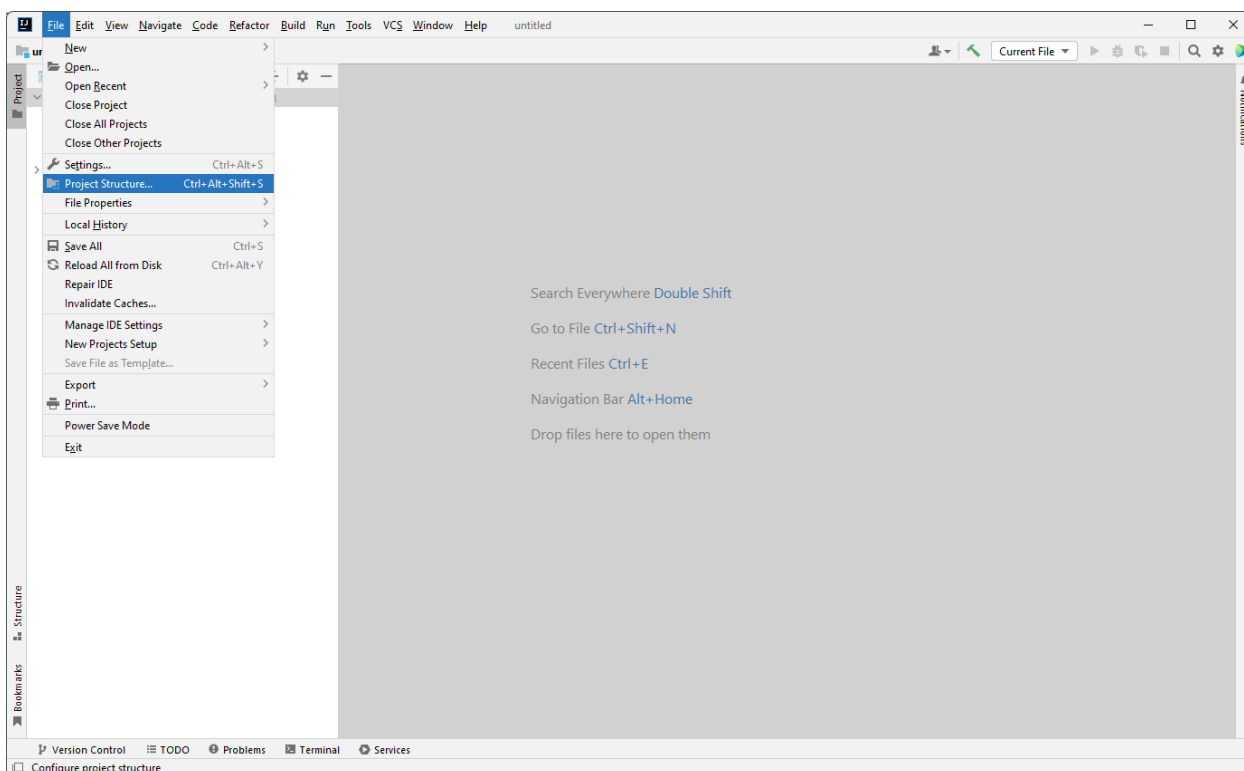 File Edit View Navigate Code Refactor Build Run Tools VCS Window Help untitled
Current File
New
Open...
Open Recent
Close Project
Close All Projects
Close Other Projects
Settings... Ctrl+Alt+S
Project Structure... Ctrl+Alt+Shift+S
File Properties
Local History
Save All Ctrl+S
Reload All from Disk Ctrl+Alt+Y
Repair IDE
Invalidate Caches...
Manage IDE Settings
New Projects Setup
Save File as Template...
Export
Print...
Power Save Mode
Exit
Project
Structure
Bookmarks
Search Everywhere Double Shift
Go to File Ctrl+Shift+N
Recent Files Ctrl+E
Navigation Bar Alt+Home
Drop files here to open them
Notifications
Version Control TODO Problems Terminal Services
Configure project structure